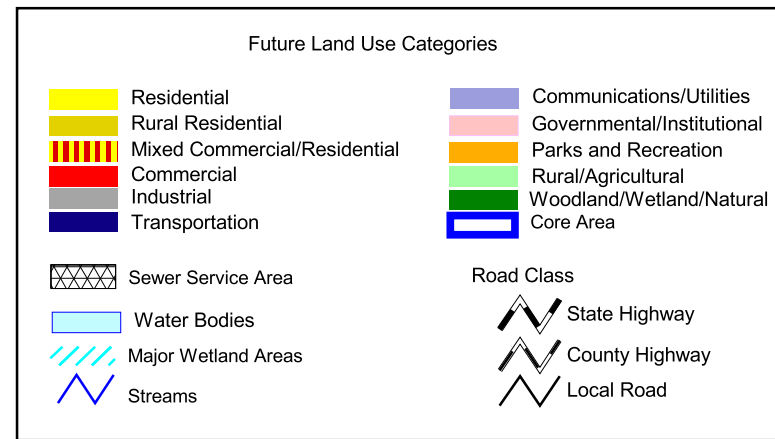 Future Land Use Categories
Residential
Rural Residential
Mixed Commercial/Residential
Commercial
Industrial
Transportation
Communications/Utilities
Governmental/Institutional
Parks and Recreation
Rural/Agricultural
Woodland/Wetland/Natural
Core Area
Sewer Service Area
Water Bodies
Major Wetland Areas
Streams
Road Class
State Highway
County Highway
Local Road